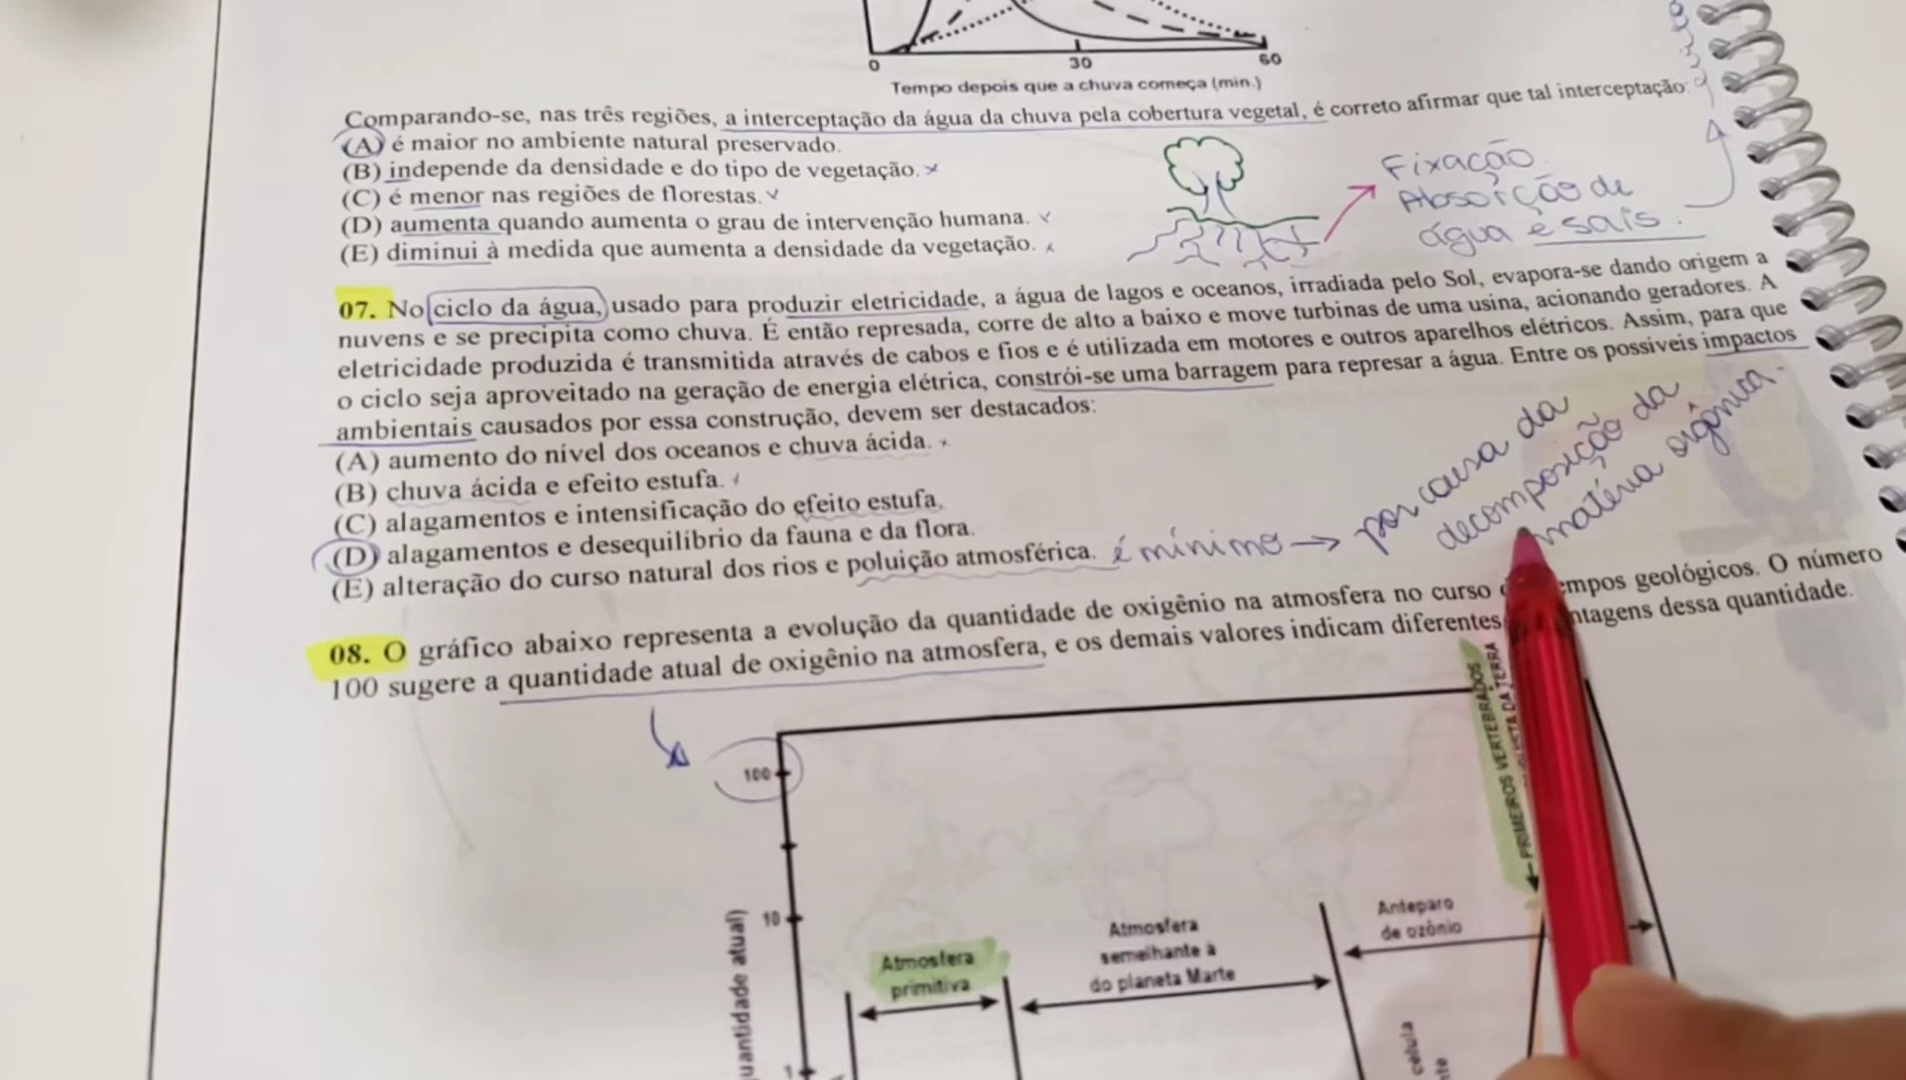 0 30 60
Tempo depois que a chuva começa (min.)
Comparando-se, nas três regiões, a interceptação da água da chuva pela cobertura vegetal, é correto afirmar que tal interceptação:
(A) é maior no ambiente natural preservado.
(B) independe da densidade e do tipo de vegetação.
(C) é menor nas regiões de florestas.
(D) aumenta quando aumenta o grau de intervenção humana.
(E) diminui à medida que aumenta a densidade da vegetação.
Fixação
Absorção de
água e sais.
07. No ciclo da água, usado para produzir eletricidade, a água de lagos e oceanos, irradiada pelo Sol, evapora-se dando origem a
nuvens e se precipita como chuva. É então represada, corre de alto a baixo e move turbinas de uma usina, acionando geradores. A
eletricidade produzida é transmitida através de cabos e fios e é utilizada em motores e outros aparelhos elétricos. Assim, para que
o ciclo seja aproveitado na geração de energia elétrica, constrói-se uma barragem para represar a água. Entre os possíveis impactos
ambientais causados por essa construção, devem ser destacados:
(A) aumento do nível dos oceanos e chuva ácida.
(B) chuva ácida e efeito estufa.
(C) alagamentos e intensificação do efeito estufa.
(D) alagamentos e desequilíbrio da fauna e da flora.
(E) alteração do curso natural dos rios e poluição atmosférica.
é mínimo → por causa da
decomposição da
matéria orgânica.
08. O gráfico abaixo representa a evolução da quantidade de oxigênio na atmosfera no curso empos geológicos. O número
100 sugere a quantidade atual de oxigênio na atmosfera, e os demais valores indicam diferentes ntagens dessa quantidade.
100
10
1
uantidade atual)
Atmosfera
primitiva
Atmosfera
semelhante à
do planeta Marte
Anteparo
de ozônio
PRIMEIROS VERTEBRADOS
DA TERRA
celula
te